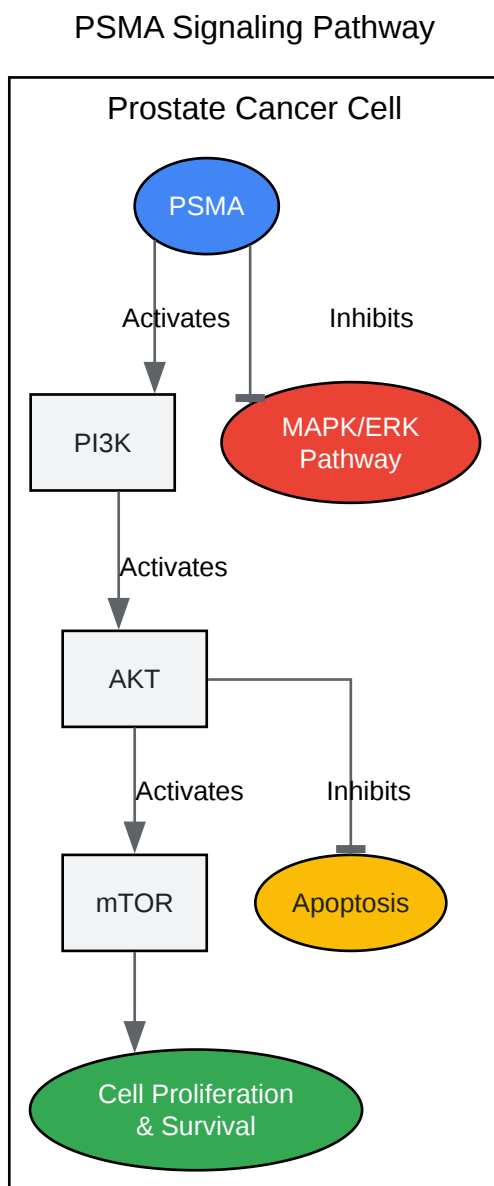 PSMA Signaling Pathway
Prostate Cancer Cell
PSMA
Activates
Inhibits
PI3K
MAPK/ERK
Pathway
Activates
AKT
Activates
Inhibits
mTOR
Apoptosis
Cell Proliferation
& Survival